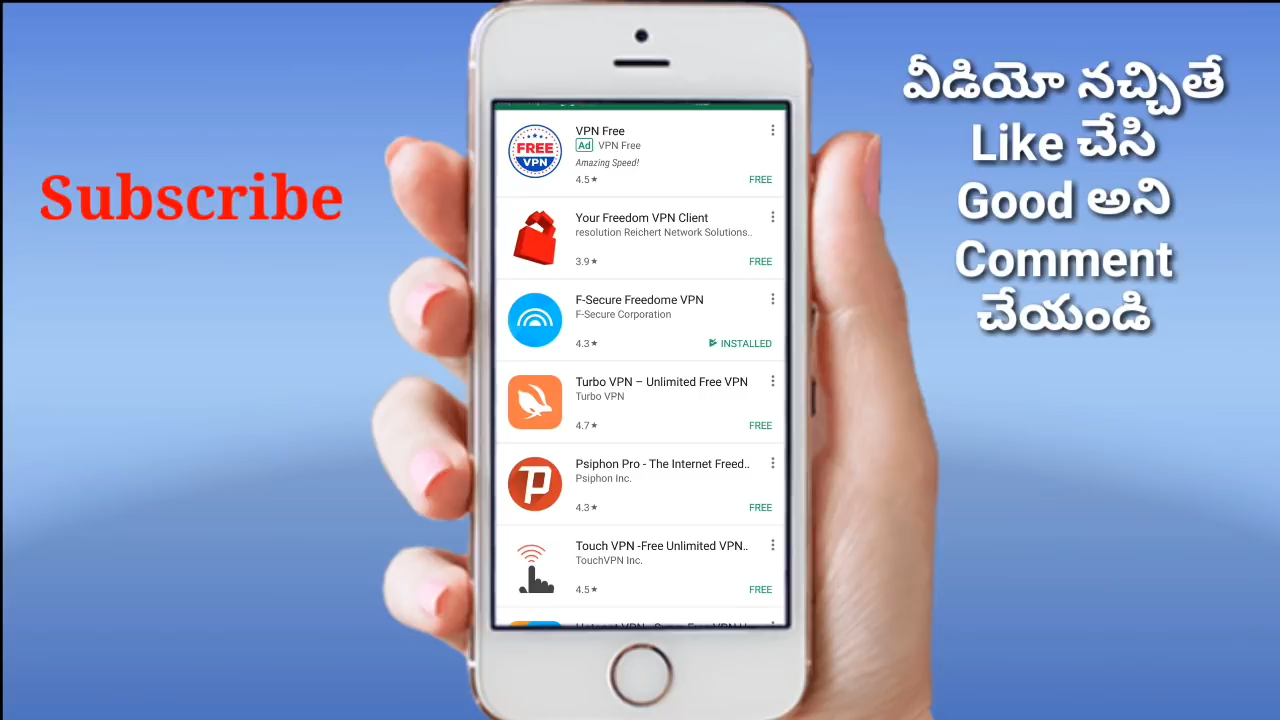 Subscribe
VPN Free
Ad VPN Free
Amazing Speed!
4.5★ FREE
FREE
VPN
Your Freedom VPN Client
resolution Reichert Network Solutions..
3.9★ FREE
F-Secure Freedome VPN
F-Secure Corporation
4.3★ INSTALLED
Turbo VPN – Unlimited Free VPN
Turbo VPN
4.7★ FREE
Psiphon Pro - The Internet Freed..
Psiphon Inc.
4.3★ FREE
P
Touch VPN -Free Unlimited VPN..
TouchVPN Inc.
4.5★ FREE
వీడియో నచ్చితే
Like చేసి
Good అని
Comment
చేయండి